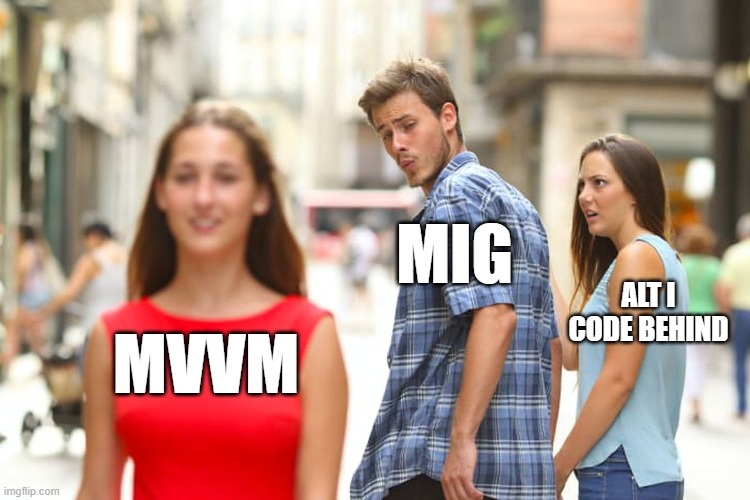 MIG
ALT I
CODE BEHIND
MVVM
imgflip.com